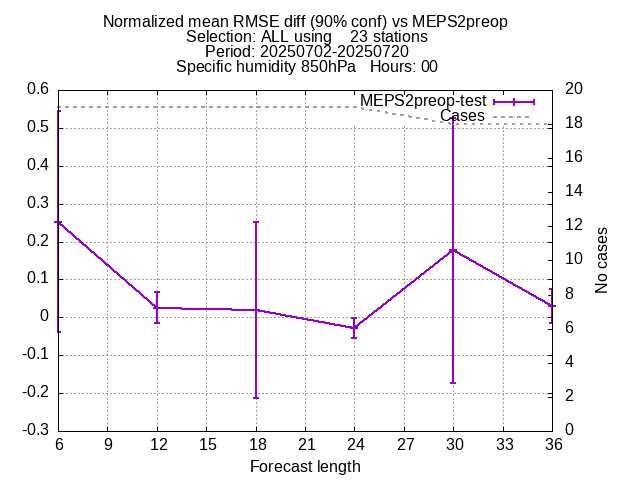 Normalized mean RMSE diff (90% conf) vs MEPS2preop
Selection: ALL using    23 stations
Period: 20250702-20250720
Specific humidity 850hPa   Hours: 00
MEPS2preop-test
Cases
0.6
0.5
0.4
0.3
0.2
0.1
0
-0.1
-0.2
-0.3
20
18
16
14
12
10
8
6
4
2
0
No cases
6 9 12 15 18 21 24 27 30 33 36
Forecast length